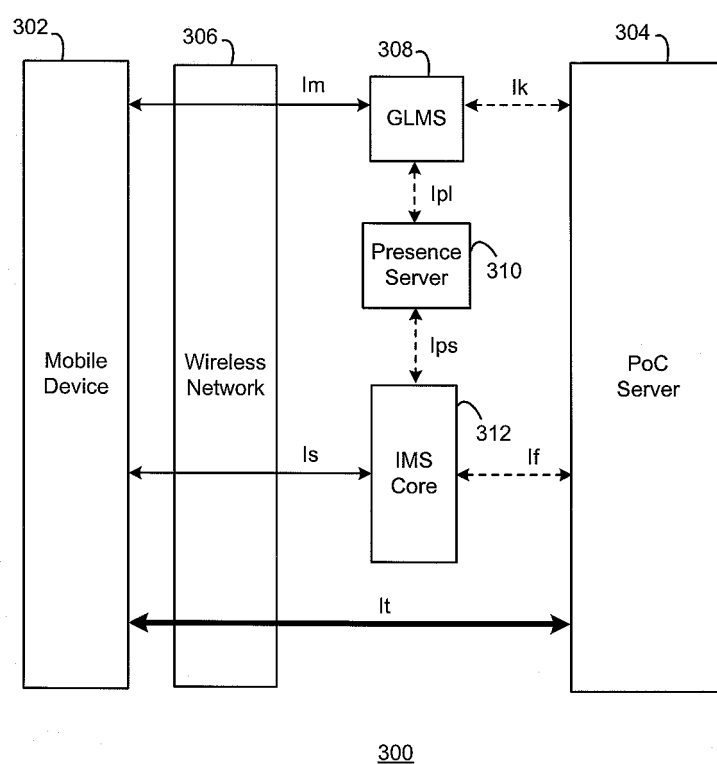 302
306
308
304
Im
GLMS
Ik
Ipl
Presence
Server
310
Ips
Mobile
Device
Wireless
Network
PoC
Server
312
IMS
Core
Is
If
It
300